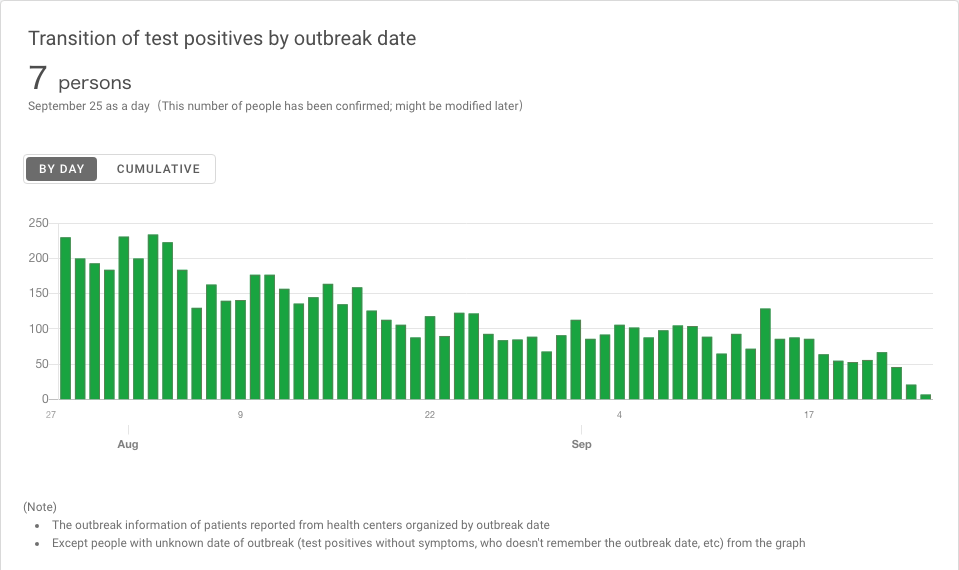 Transition of test positives by outbreak date
7 persons
September 25 as a day（This number of people has been confirmed; might be modified later）
BY DAY CUMULATIVE
250
200
150
100
50
0
27 9 22 4 17
Aug Sep
(Note)
• The outbreak information of patients reported from health centers organized by outbreak date
• Except people with unknown date of outbreak (test positives without symptoms, who doesn't remember the outbreak date, etc) from the graph